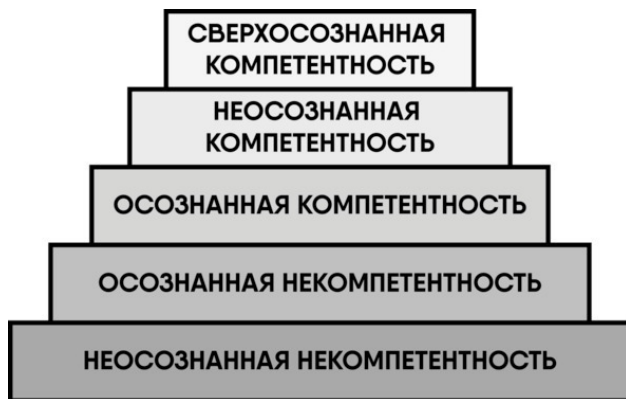 СВЕРХОСОЗНАННАЯ
КОМПЕТЕНТНОСТЬ
НЕОСОЗНАННАЯ
КОМПЕТЕНТНОСТЬ
ОСОЗНАННАЯ КОМПЕТЕНТНОСТЬ
ОСОЗНАННАЯ НЕКОМПЕТЕНТНОСТЬ
НЕОСОЗНАННАЯ НЕКОМПЕТЕНТНОСТЬ